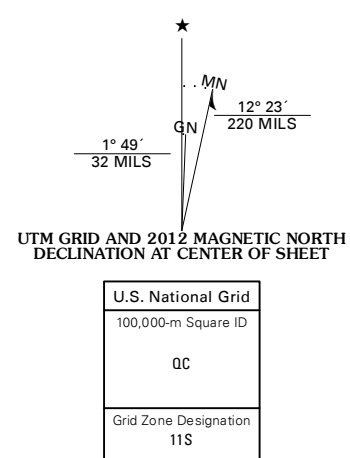 ★
MN
12° 23´
220 MILS
GN
1° 49´
32 MILS
UTM GRID AND 2012 MAGNETIC NORTH
DECLINATION AT CENTER OF SHEET
U.S. National Grid
100,000-m Square ID
QC
Grid Zone Designation
11S